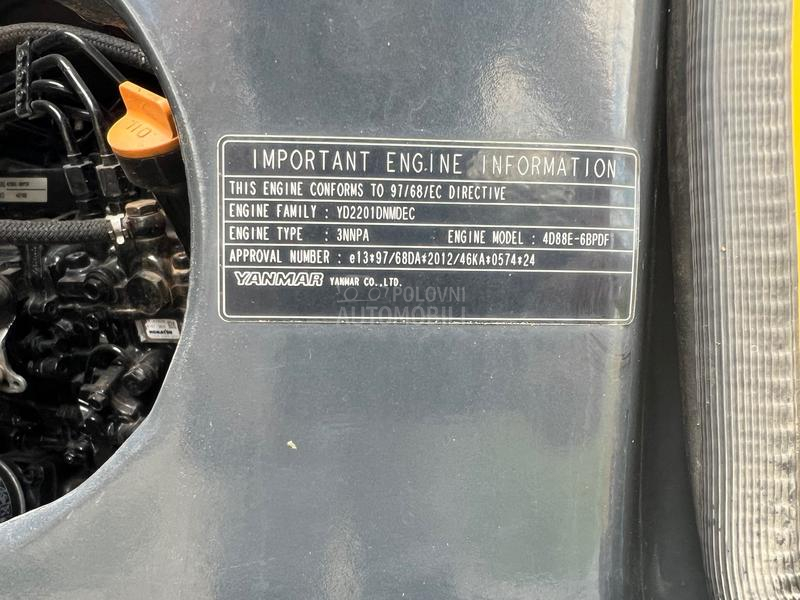 OIL
IMPORTANT ENGINE INFORMATION
THIS ENGINE CONFORMS TO 97/68/EC DIRECTIVE
ENGINE FAMILY : YD2201DNMDEC
ENGINE TYPE : 3NNPA ENGINE MODEL : 4D88E-6BPDF
APPROVAL NUMBER : e13*97/68DA*2012/46KA*0574*24
YANMAR YANMAR CO.,LTD.
POLOVNI
AUTOMOBILI
KOMATSU